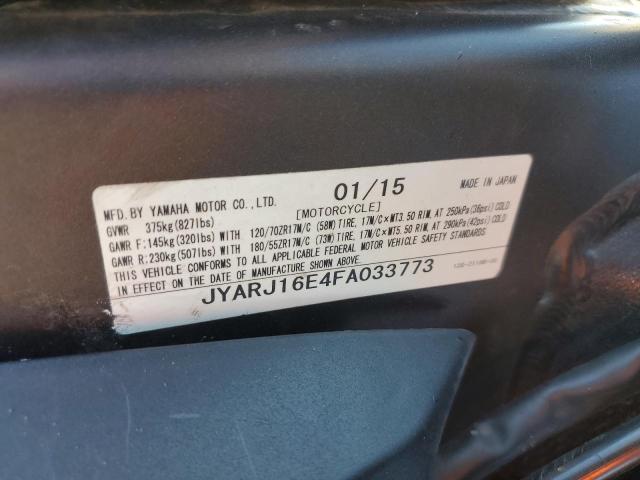 MFD. BY YAMAHA MOTOR CO., LTD. 01/15 MADE IN JAPAN
GVWR 375kg(827lbs) [MOTORCYCLE]
GAWR F:145kg(320lbs) WITH 120/70ZR17M/C (58W) TIRE, 17M/C×MT3.50 RIM, AT 250kPa(36psi)COLD
GAWR R:230kg(507lbs) WITH 180/55ZR17M/C (73W) TIRE, 17M/C×MT5.50 RIM, AT 290kPa(42psi)COLD
THIS VEHICLE CONFORMS TO ALL APPLICABLE FEDERAL MOTOR VEHICLE SAFETY STANDARDS
IN EFFECT ON THE DATE OF MANUFACTURE SHOWN ABOVE.
JYARJ16E4FA033773